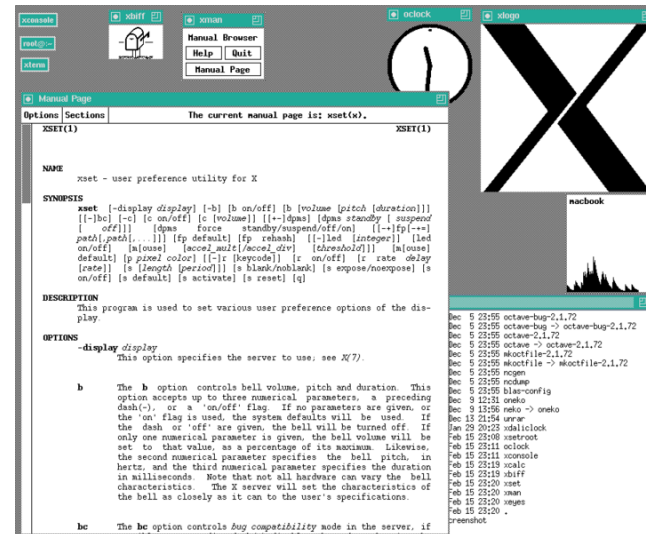 xconsole
root@:~
xterm
xbiff
xman
Manual Browser
Help Quit
Manual Page
oclock
xlogo
macbook
Manual Page
Options Sections The current manual page is: xset(x).
XSET(1) XSET(1)
NAME
xset - user preference utility for X
SYNOPSIS
xset [-display display] [-b] [b on/off] [b [volume [pitch [duration]]]
[[-]bc] [-c] [c on/off] [c [volume]] [[+-]dpms] [dpms standby [ suspend
[ off]]] [dpms force standby/suspend/off/on] [[-+]fp[-+=]
path[,path[,...]]] [fp default] [fp rehash] [[-]led [integer]] [led
on/off] [m[ouse] [accel_mult[/accel_div] [threshold]]] [m[ouse]
default] [p pixel color] [[-]r [keycode]] [r on/off] [r rate delay
[rate]] [s [length [period]]] [s blank/noblank] [s expose/noexpose] [s
on/off] [s default] [s activate] [s reset] [q]
DESCRIPTION
This program is used to set various user preference options of the dis-
play.
OPTIONS
-display display
This option specifies the server to use; see X(7).
b The b option controls bell volume, pitch and duration. This
option accepts up to three numerical parameters, a preceding
dash(-), or a 'on/off' flag. If no parameters are given, or
the 'on' flag is used, the system defaults will be used. If
the dash or 'off' are given, the bell will be turned off. If
only one numerical parameter is given, the bell volume will be
set to that value, as a percentage of its maximum. Likewise,
the second numerical parameter specifies the bell pitch, in
hertz, and the third numerical parameter specifies the duration
in milliseconds. Note that not all hardware can vary the bell
characteristics. The X server will set the characteristics of
the bell as closely as it can to the user's specifications.
bc The bc option controls bug compatibility mode in the server, if
Dec 5 23:55 octave-bug-2.1.72
Dec 5 23:55 octave-bug -> octave-bug-2.1.72
Dec 5 23:55 octave-2.1.72
Dec 5 23:55 octave -> octave-2.1.72
Dec 5 23:55 mkoctfile-2.1.72
Dec 5 23:55 mkoctfile -> mkoctfile-2.1.72
Dec 5 23:55 ncgen
Dec 5 23:55 ncdump
Dec 5 23:55 blas-config
Dec 9 12:31 oneko
Dec 9 13:56 neko -> oneko
Dec 13 21:54 unrar
Jan 29 20:23 xdaliclock
Feb 15 23:08 xsetroot
Feb 15 23:11 oclock
Feb 15 23:11 xconsole
Feb 15 23:19 xcalc
Feb 15 23:19 xbiff
Feb 15 23:20 xset
Feb 15 23:20 xman
Feb 15 23:20 xeyes
Feb 15 23:20 .
creenshot